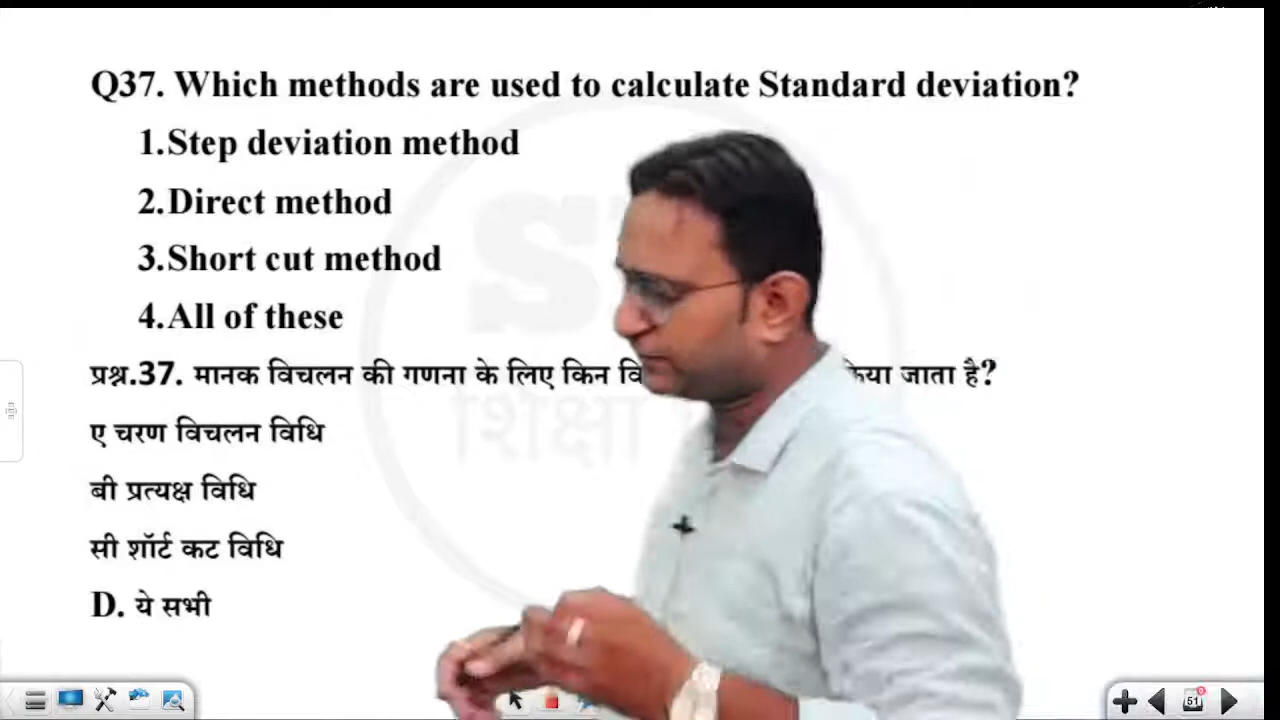 Q37. Which methods are used to calculate Standard deviation?
1.Step deviation method
2.Direct method
3.Short cut method
4.All of these
प्रश्न.37. मानक विचलन की गणना के लिए किन जाता है?
ए चरण विचलन विधि
बी प्रत्यक्ष विधि
सी शॉर्ट कट विधि
D. ये सभी
शिक्षा
51